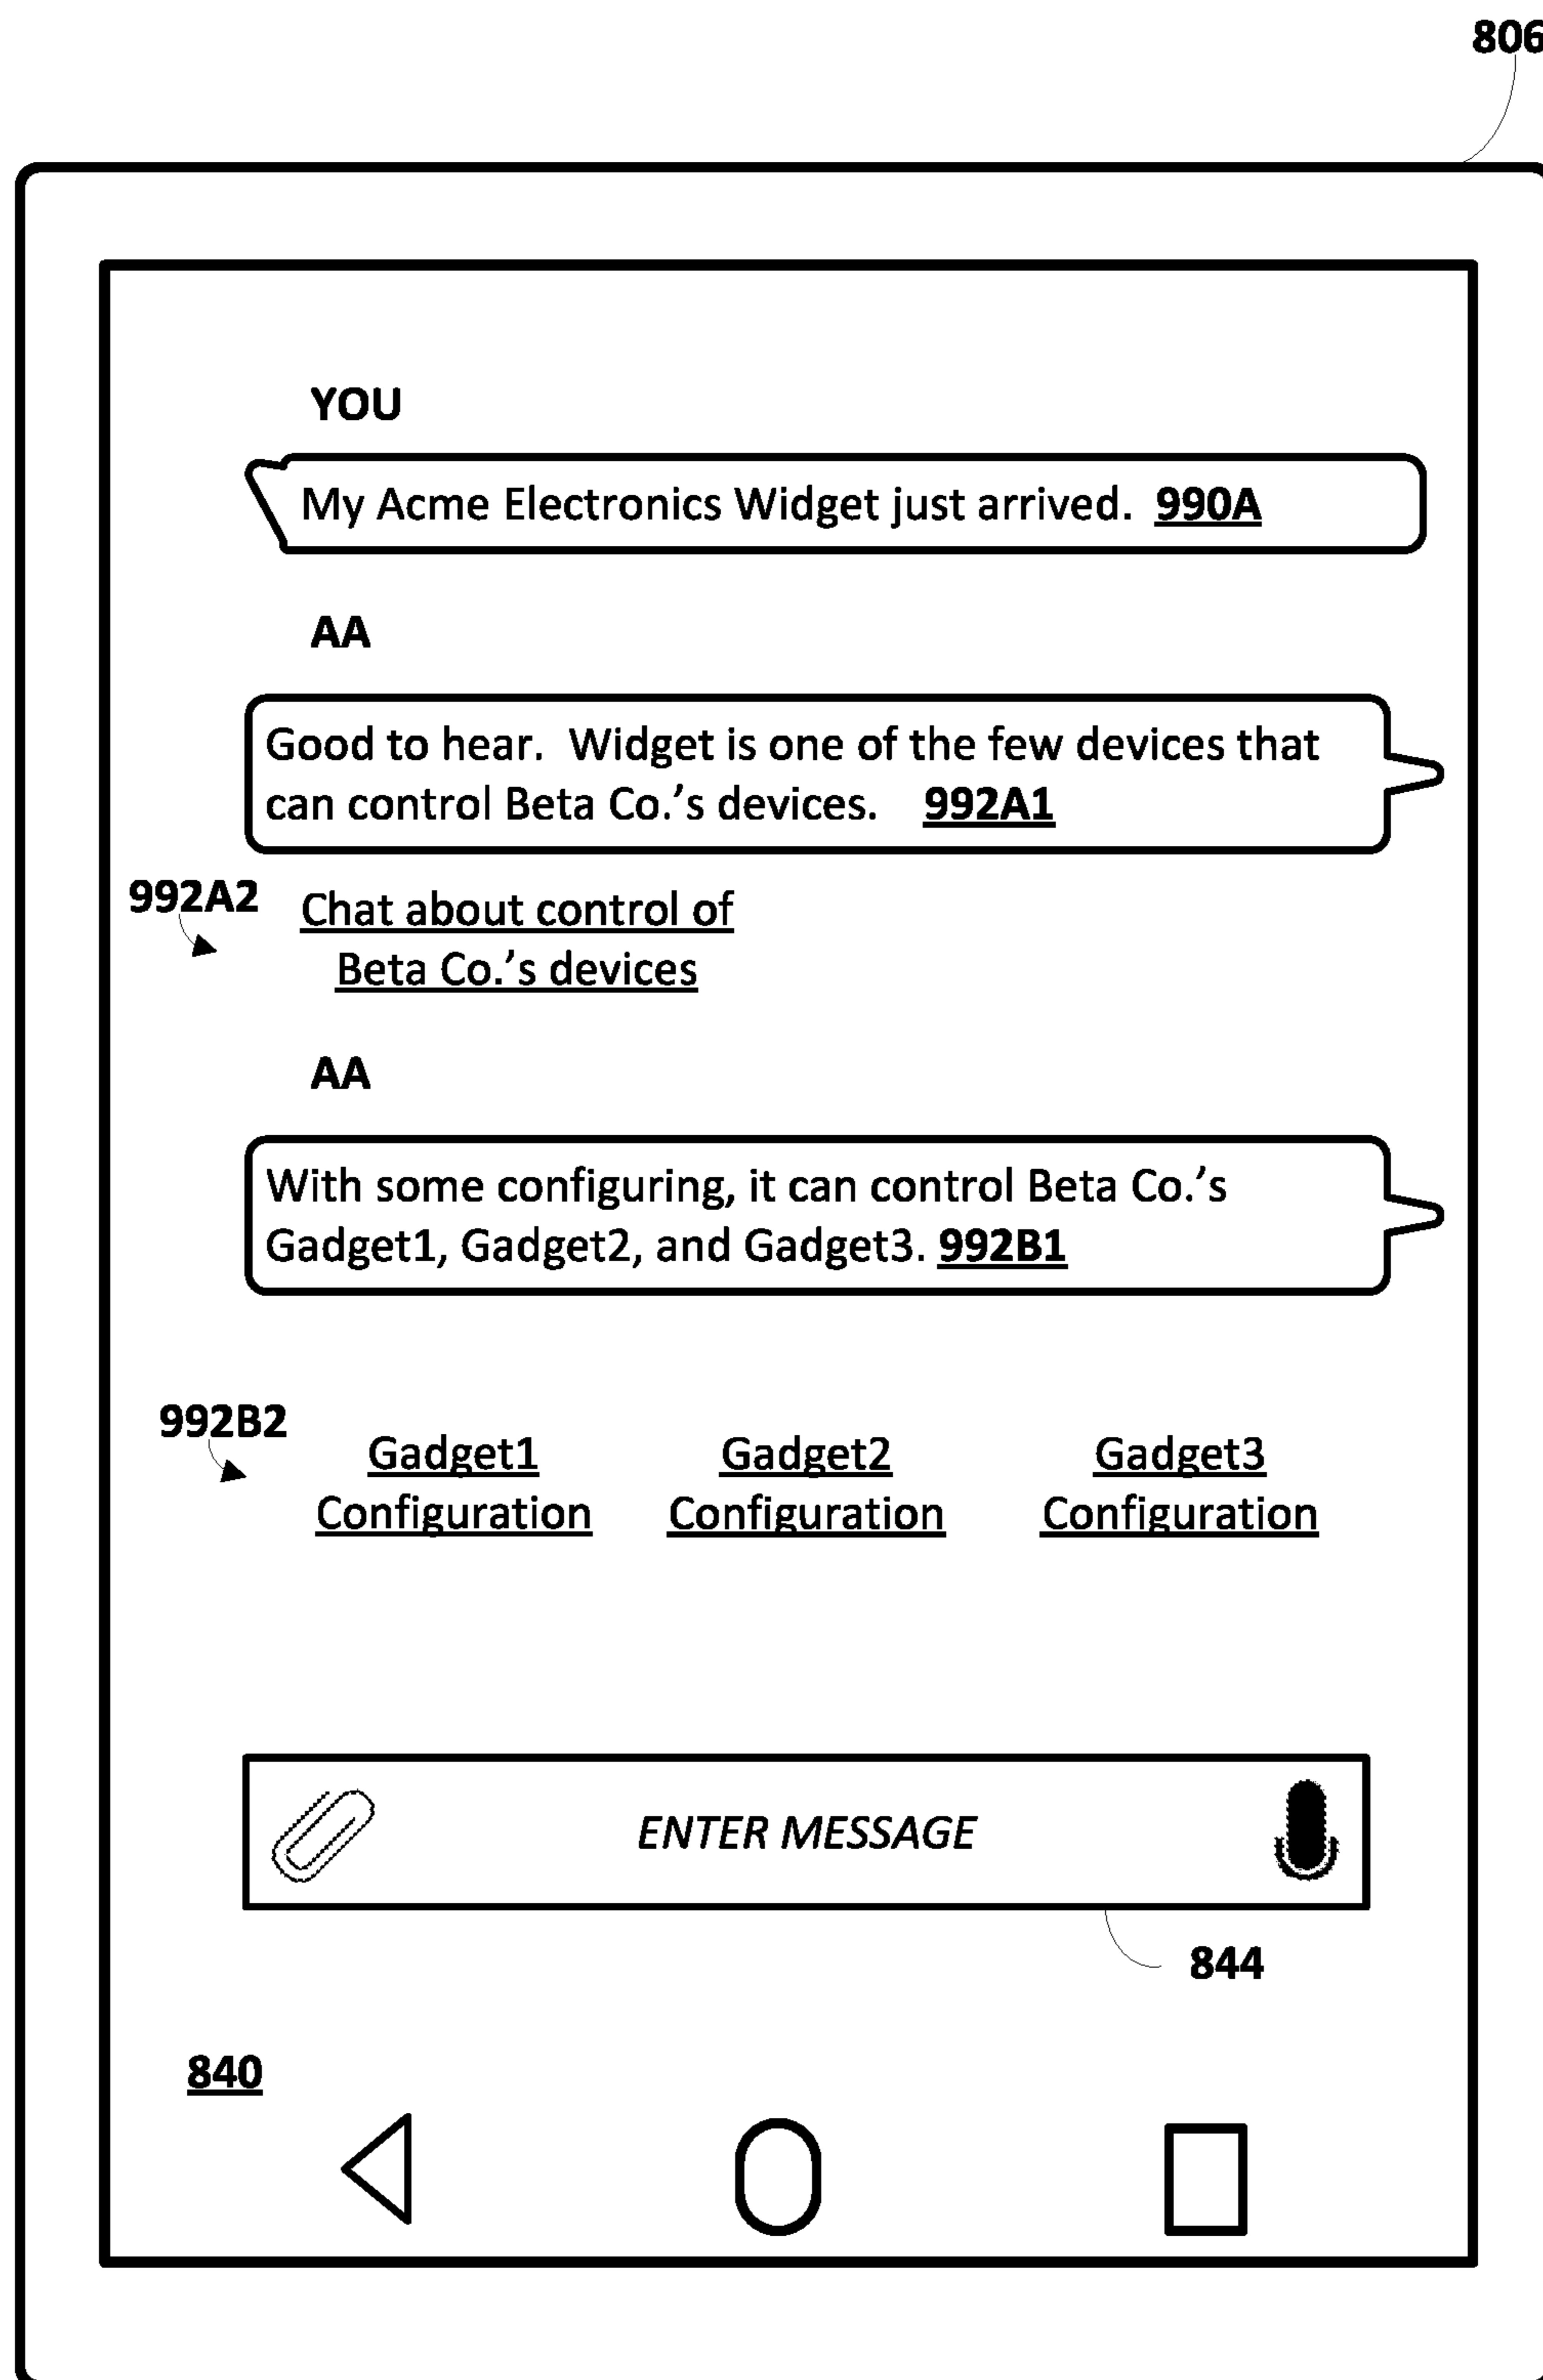 806
YOU
My Acme Electronics Widget just arrived. 990A
AA
Good to hear. Widget is one of the few devices that
can control Beta Co.'s devices. 992A1
992A2
Chat about control of
Beta Co.'s devices
AA
With some configuring, it can control Beta Co.'s
Gadget1, Gadget2, and Gadget3. 992B1
992B2
Gadget1 Gadget2 Gadget3
Configuration Configuration Configuration
ENTER MESSAGE
844
840